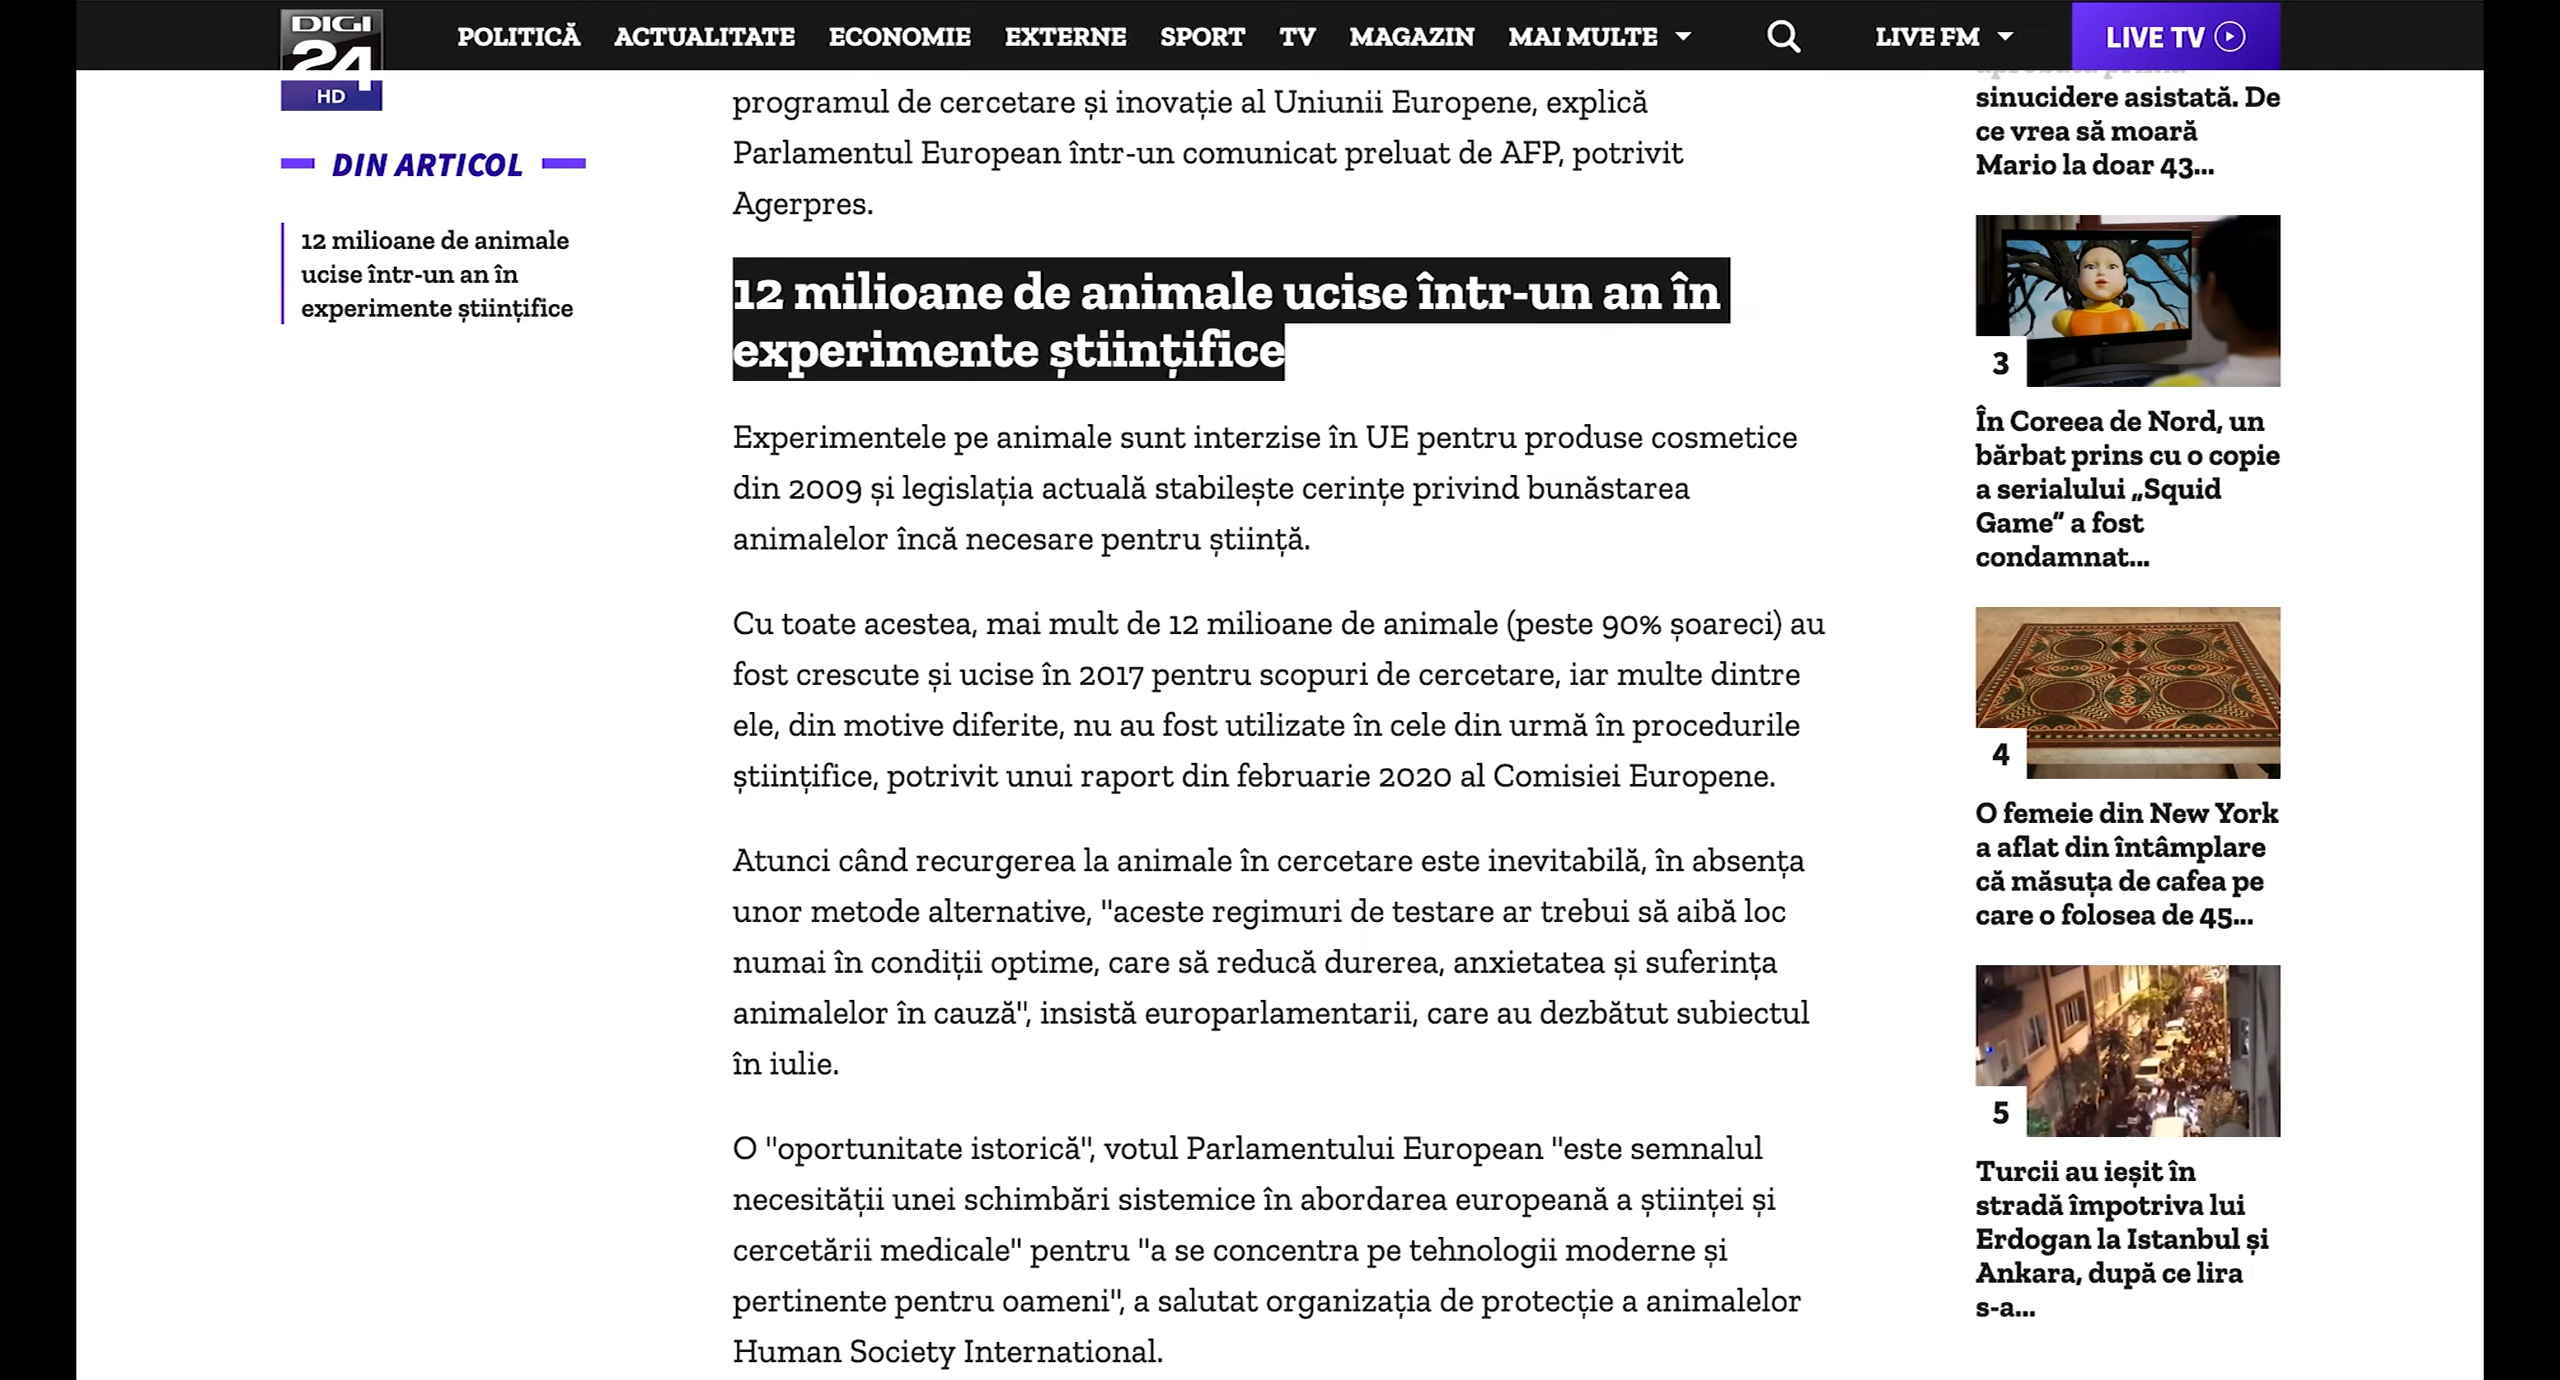 DIGI
24
HD
POLITICĂ ACTUALITATE ECONOMIE EXTERNE SPORT TV MAGAZIN MAI MULTE LIVE FM LIVE TV
DIN ARTICOL
12 milioane de animale
ucise într-un an în
experimente științifice
programul de cercetare și inovație al Uniunii Europene, explică
Parlamentul European într-un comunicat preluat de AFP, potrivit
Agerpres.
12 milioane de animale ucise într-un an în
experimente științifice
Experimentele pe animale sunt interzise în UE pentru produse cosmetice
din 2009 și legislația actuală stabilește cerințe privind bunăstarea
animalelor încă necesare pentru știință.
Cu toate acestea, mai mult de 12 milioane de animale (peste 90% șoareci) au
fost crescute și ucise în 2017 pentru scopuri de cercetare, iar multe dintre
ele, din motive diferite, nu au fost utilizate în cele din urmă în procedurile
științifice, potrivit unui raport din februarie 2020 al Comisiei Europene.
Atunci când recurgerea la animale în cercetare este inevitabilă, în absența
unor metode alternative, "aceste regimuri de testare ar trebui să aibă loc
numai în condiții optime, care să reducă durerea, anxietatea și suferința
animalelor în cauză", insistă europarlamentarii, care au dezbătut subiectul
în iulie.
O "oportunitate istorică", votul Parlamentului European "este semnalul
necesității unei schimbări sistemice în abordarea europeană a științei și
cercetării medicale" pentru "a se concentra pe tehnologii moderne și
pertinente pentru oameni", a salutat organizația de protecție a animalelor
Human Society International.
sinucidere asistată. De
ce vrea să moară
Mario la doar 43...
3
În Coreea de Nord, un
bărbat prins cu o copie
a serialului „Squid
Game” a fost
condamnat...
4
O femeie din New York
a aflat din întâmplare
că măsuța de cafea pe
care o folosea de 45...
5
Turcii au ieșit în
stradă împotriva lui
Erdogan la Istanbul și
Ankara, după ce lira
s-a...